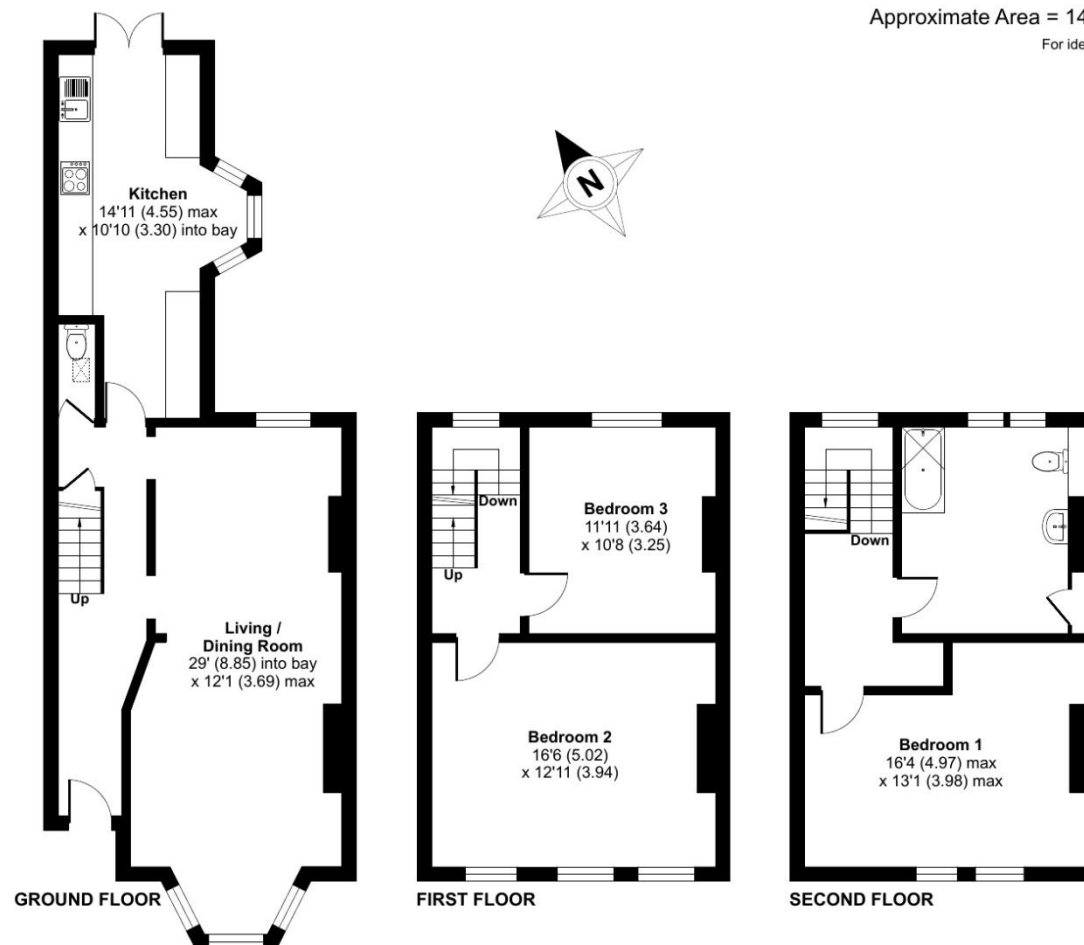 Approximate Area = 14
For ide
N
Kitchen
14'11 (4.55) max
x 10'10 (3.30) into bay
Up
Living /
Dining Room
29' (8.85) into bay
x 12'1 (3.69) max
GROUND FLOOR
Down
Up
Bedroom 3
11'11 (3.64)
x 10'8 (3.25)
Bedroom 2
16'6 (5.02)
x 12'11 (3.94)
FIRST FLOOR
Down
Bedroom 1
16'4 (4.97) max
x 13'1 (3.98) max
SECOND FLOOR